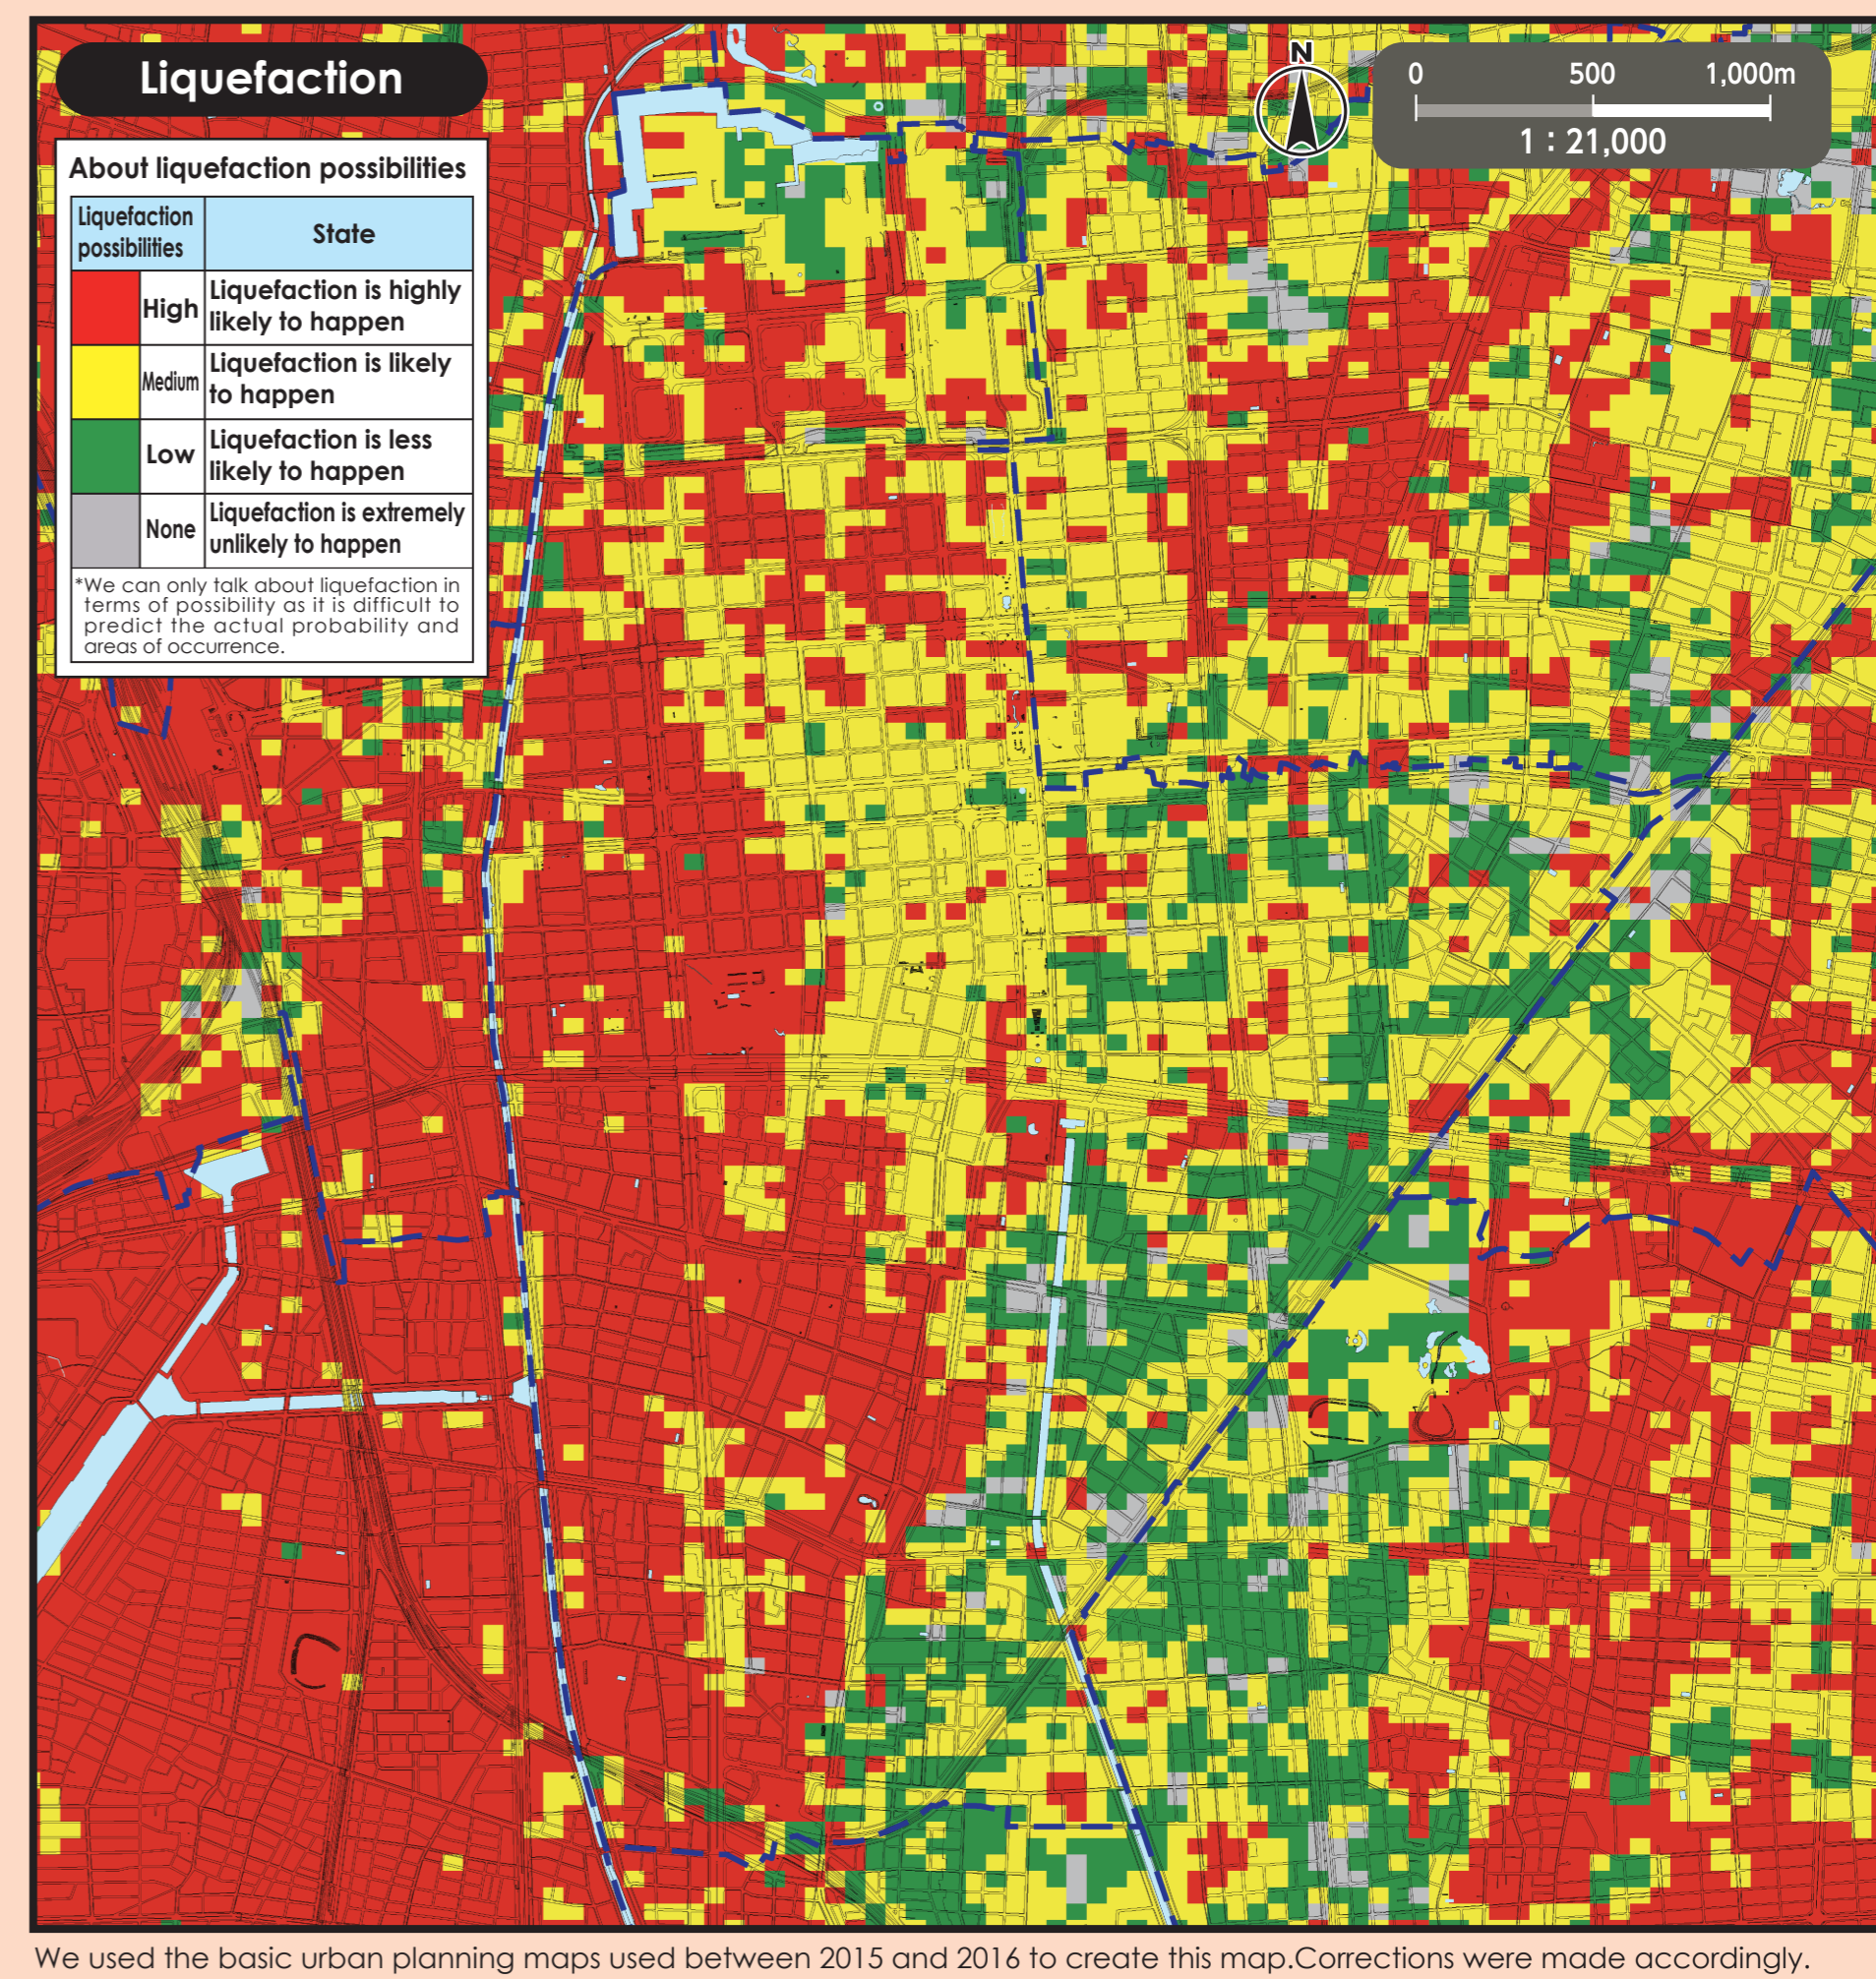 Liquefaction
N
0 500 1,000m
1 : 21,000
About liquefaction possibilities
Liquefaction
possibilities
State
High
Liquefaction is highly
likely to happen
Medium
Liquefaction is likely
to happen
Low
Liquefaction is less
likely to happen
None
Liquefaction is extremely
unlikely to happen
*We can only talk about liquefaction in
terms of possibility as it is difficult to
predict the actual probability and
areas of occurrence.
We used the basic urban planning maps used between 2015 and 2016 to create this map.Corrections were made accordingly.